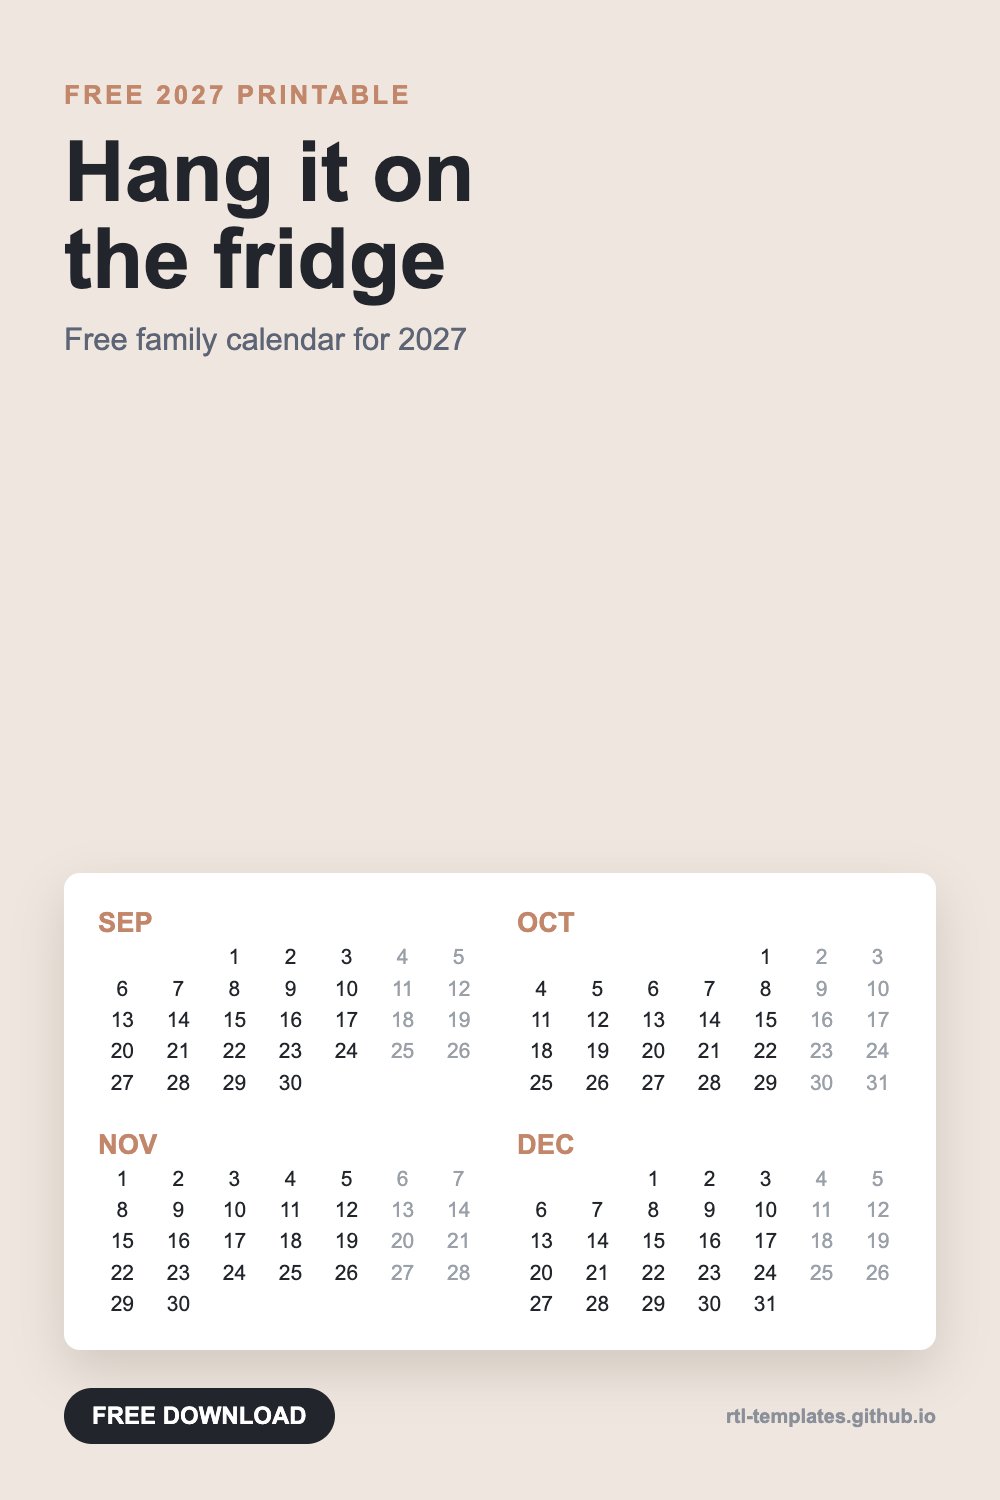 FREE 2027 PRINTABLE
Hang it on
the fridge
Free family calendar for 2027
SEP
1 2 3 4 5
6 7 8 9 10 11 12
13 14 15 16 17 18 19
20 21 22 23 24 25 26
27 28 29 30
OCT
1 2 3
4 5 6 7 8 9 10
11 12 13 14 15 16 17
18 19 20 21 22 23 24
25 26 27 28 29 30 31
NOV
1 2 3 4 5 6 7
8 9 10 11 12 13 14
15 16 17 18 19 20 21
22 23 24 25 26 27 28
29 30
DEC
1 2 3 4 5
6 7 8 9 10 11 12
13 14 15 16 17 18 19
20 21 22 23 24 25 26
27 28 29 30 31
FREE DOWNLOAD
rtl-templates.github.io